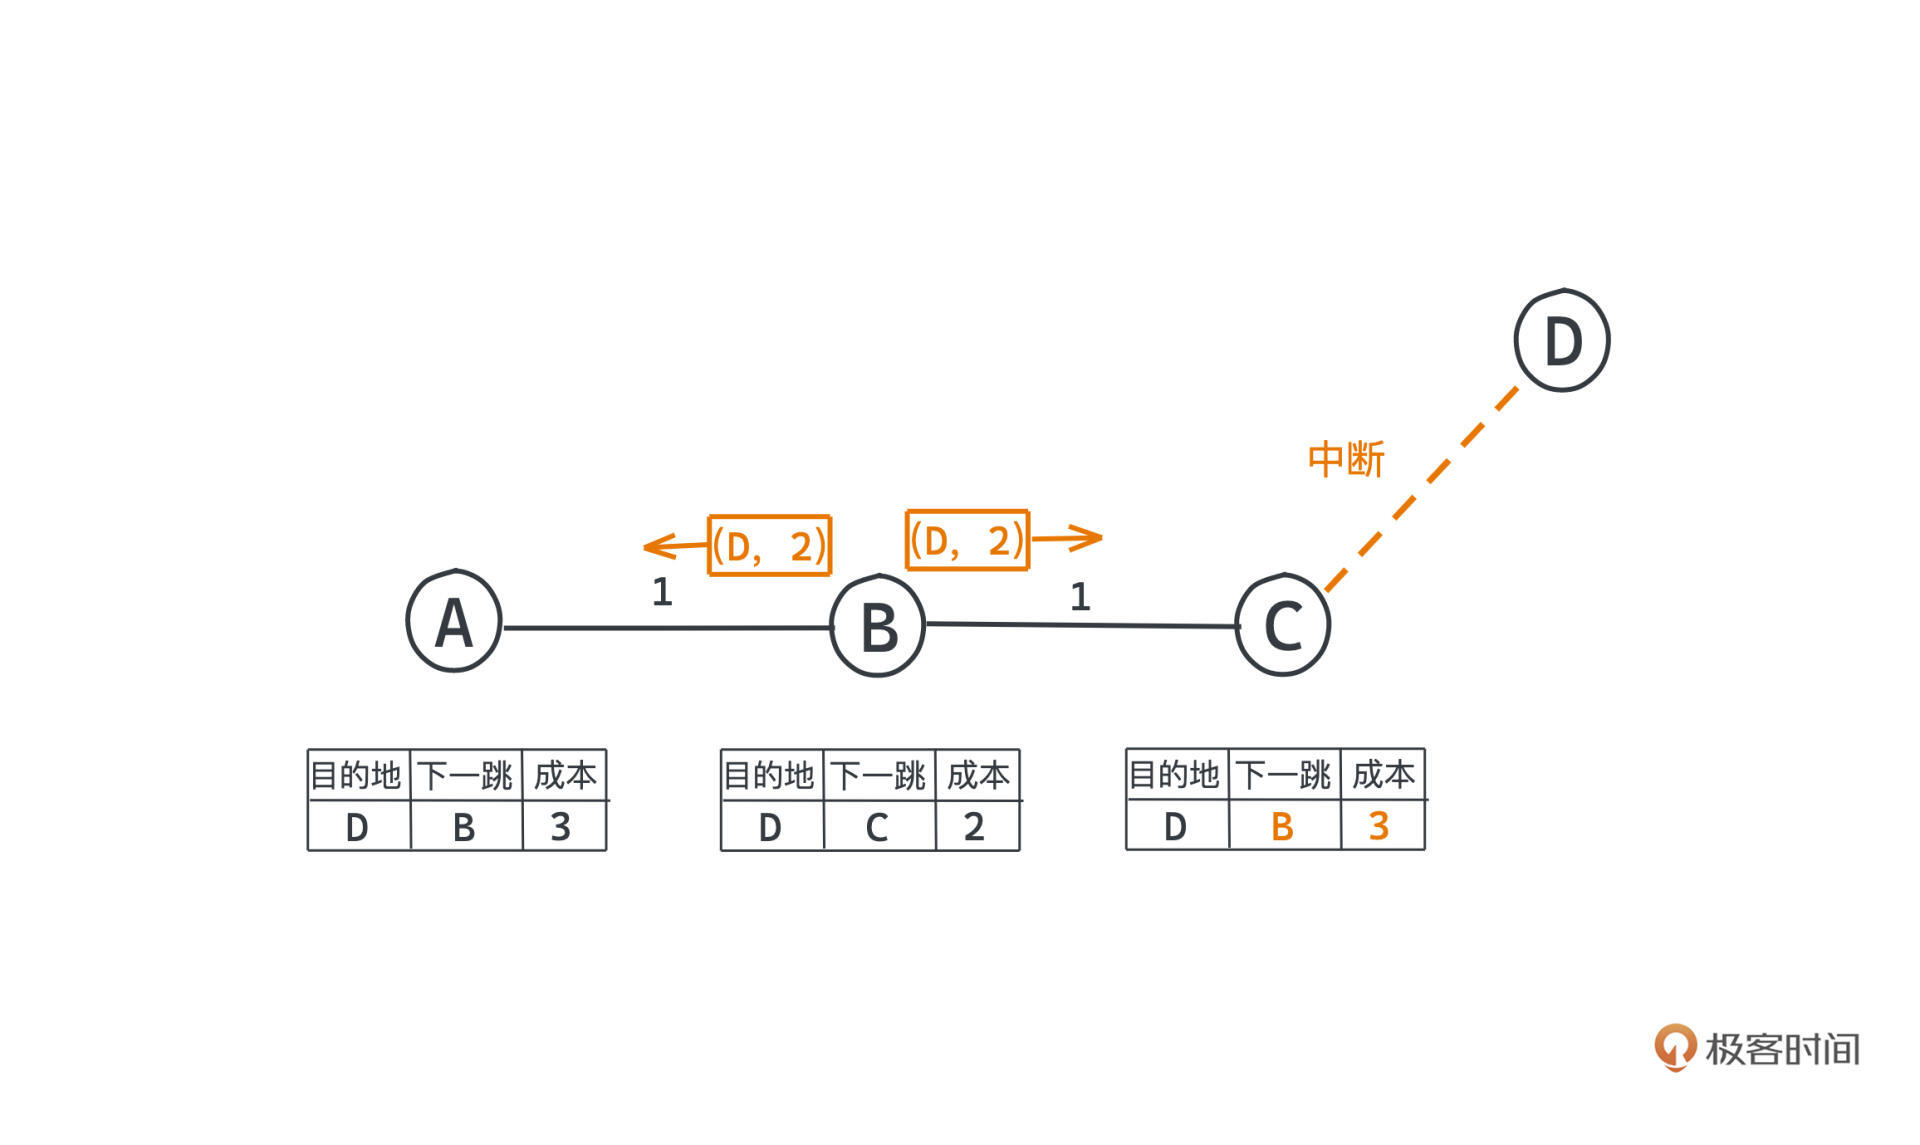 D
中断
(D, 2)
(D, 2)
1
1
A
B
C
目的地 下一跳 成本
D B 3
目的地 下一跳 成本
D C 2
目的地 下一跳 成本
D B 3
极客时间